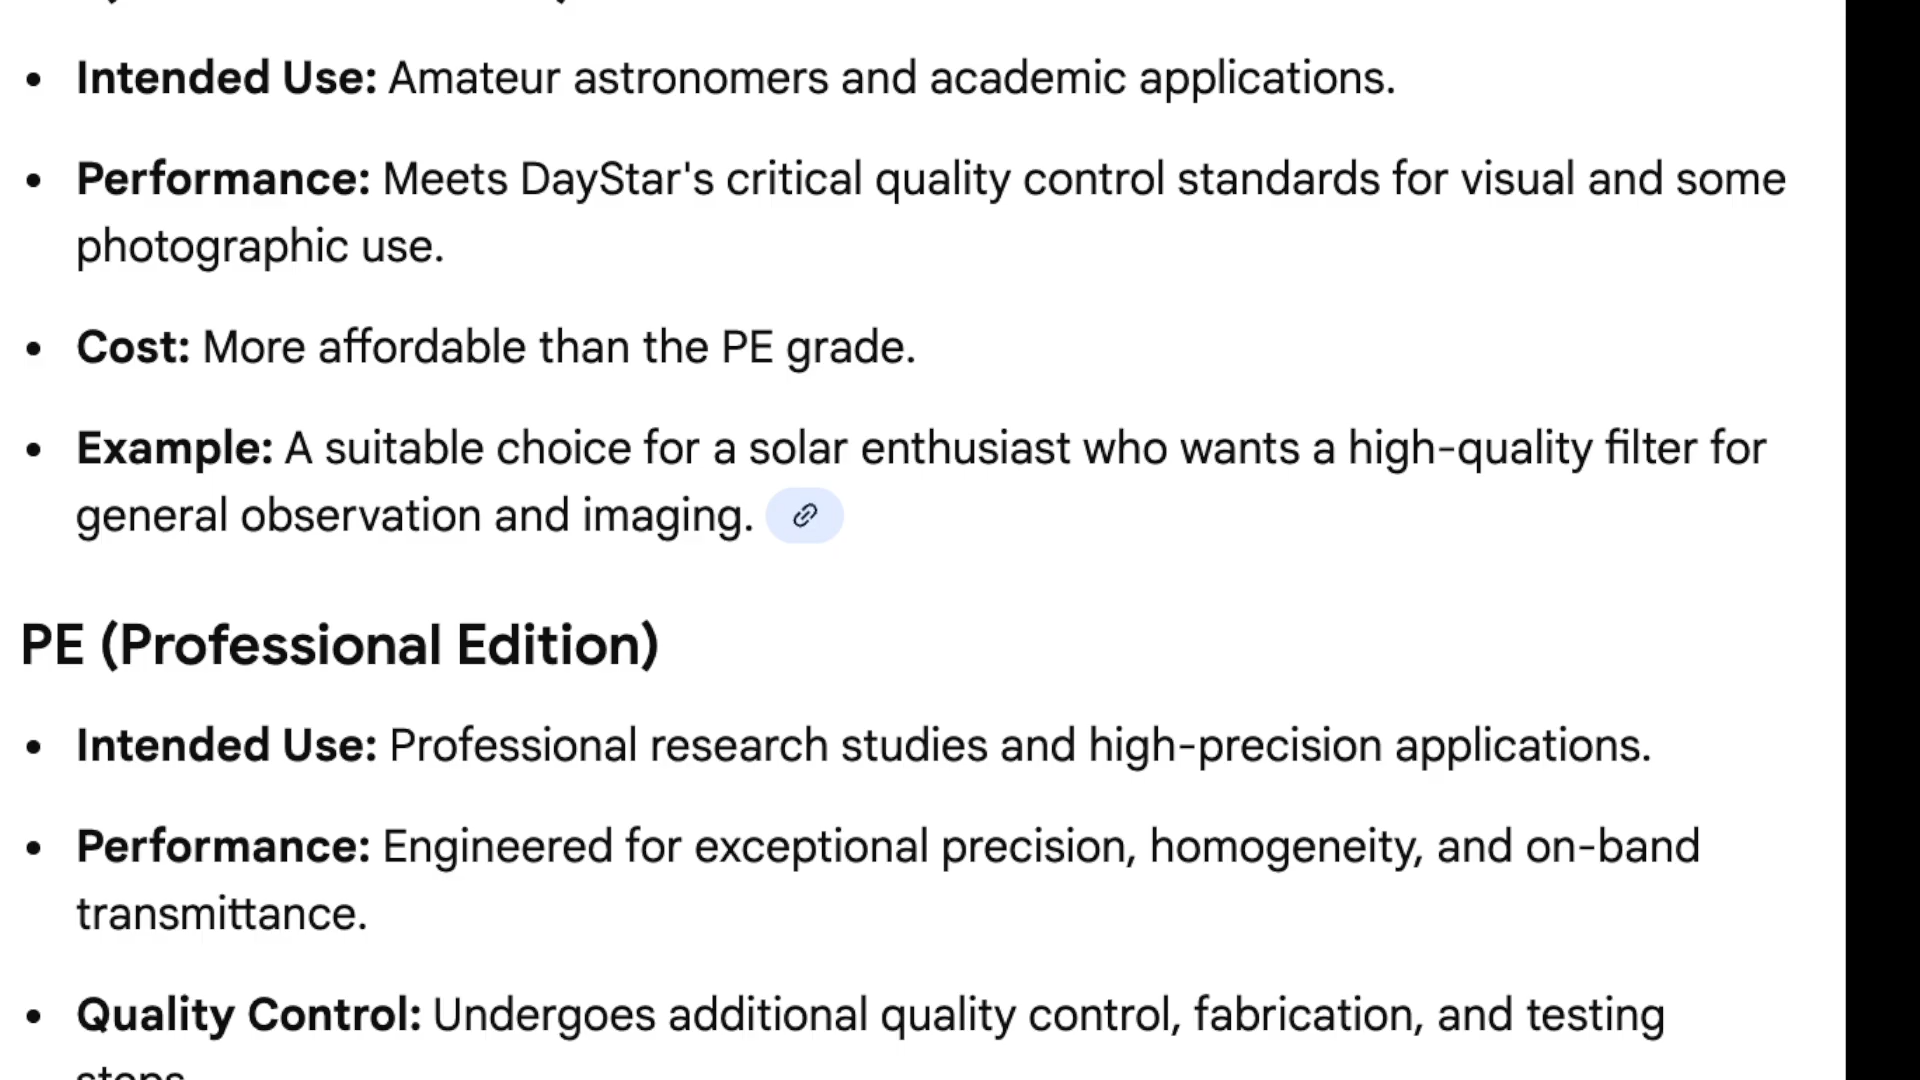 Intended Use: Amateur astronomers and academic applications.
Performance: Meets DayStar's critical quality control standards for visual and some
photographic use.
Cost: More affordable than the PE grade.
Example: A suitable choice for a solar enthusiast who wants a high-quality filter for
general observation and imaging.
PE (Professional Edition)
Intended Use: Professional research studies and high-precision applications.
Performance: Engineered for exceptional precision, homogeneity, and on-band
transmittance.
Quality Control: Undergoes additional quality control, fabrication, and testing